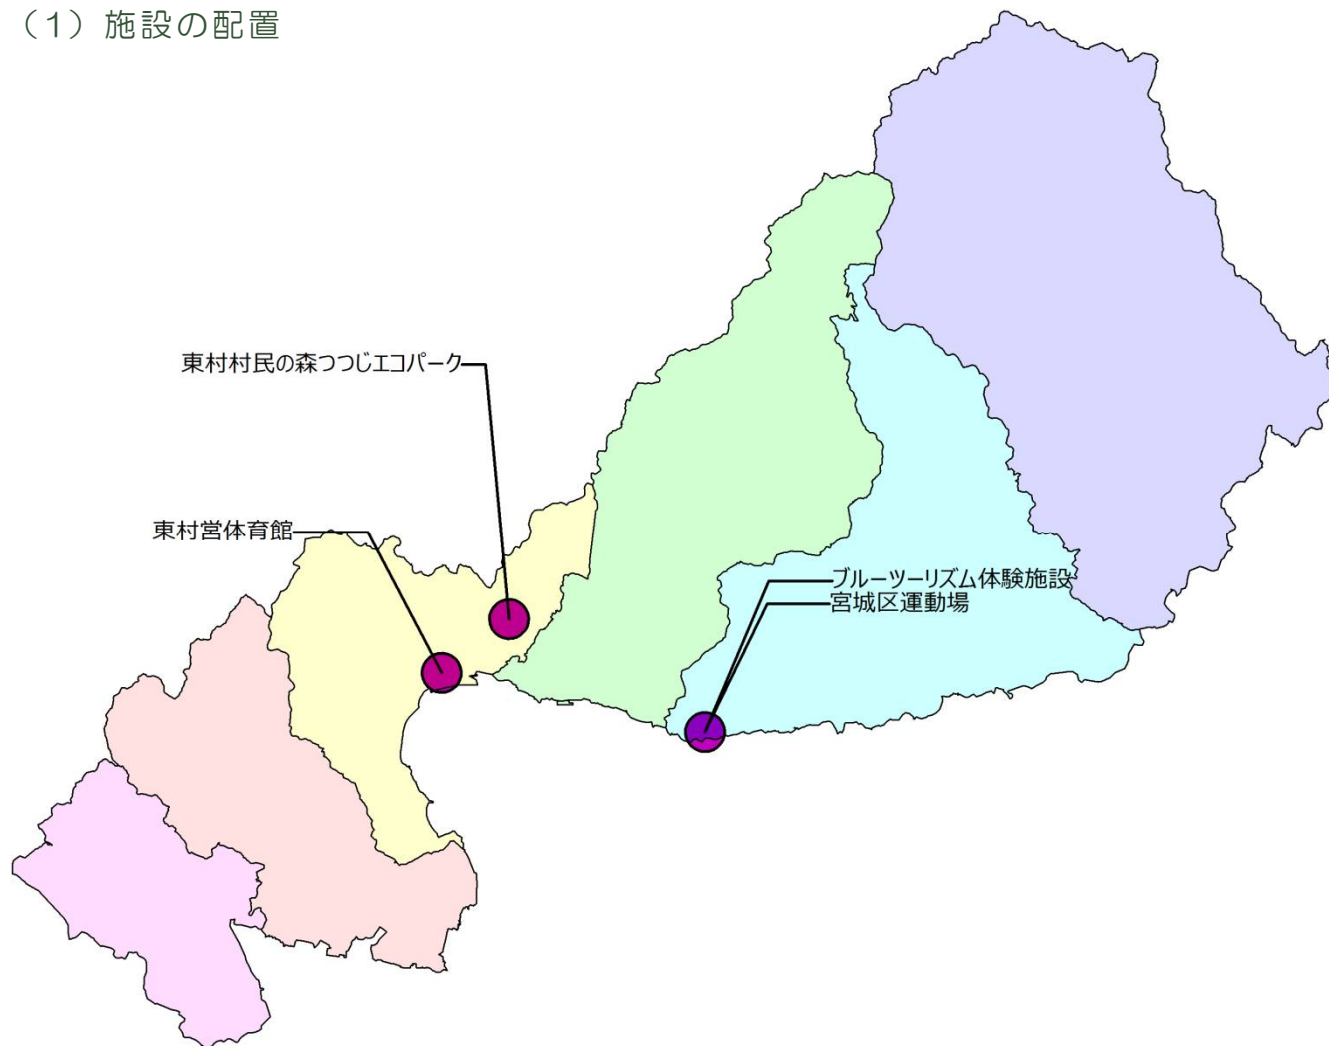 （1）施設の配置
東村村民の森つつじエコパーク
東村営体育館
ブルーツーリズム体験施設
宮城区運動場